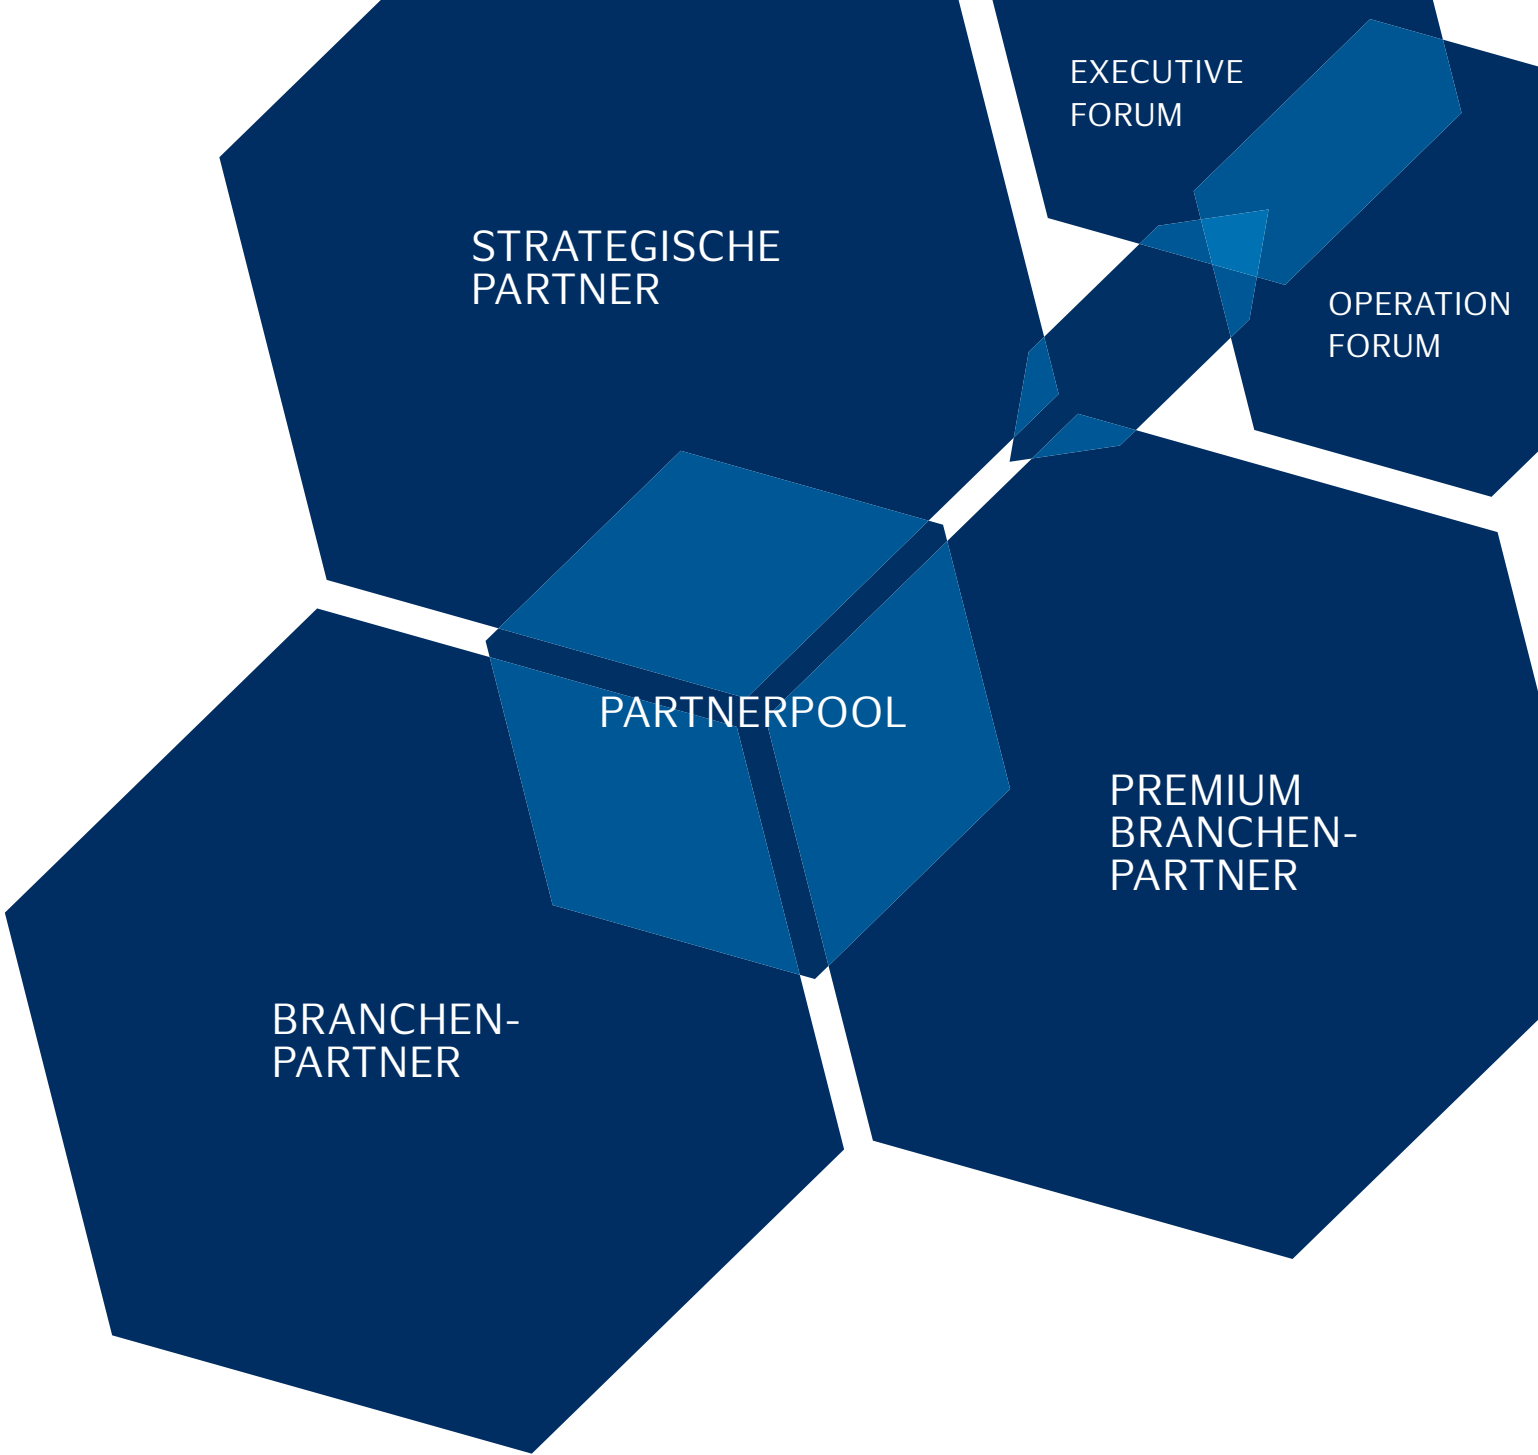 EXECUTIVE
FORUM
STRATEGISCHE
PARTNER
OPERATION
FORUM
PARTNERPOOL
PREMIUM
BRANCHEN-
PARTNER
BRANCHEN-
PARTNER